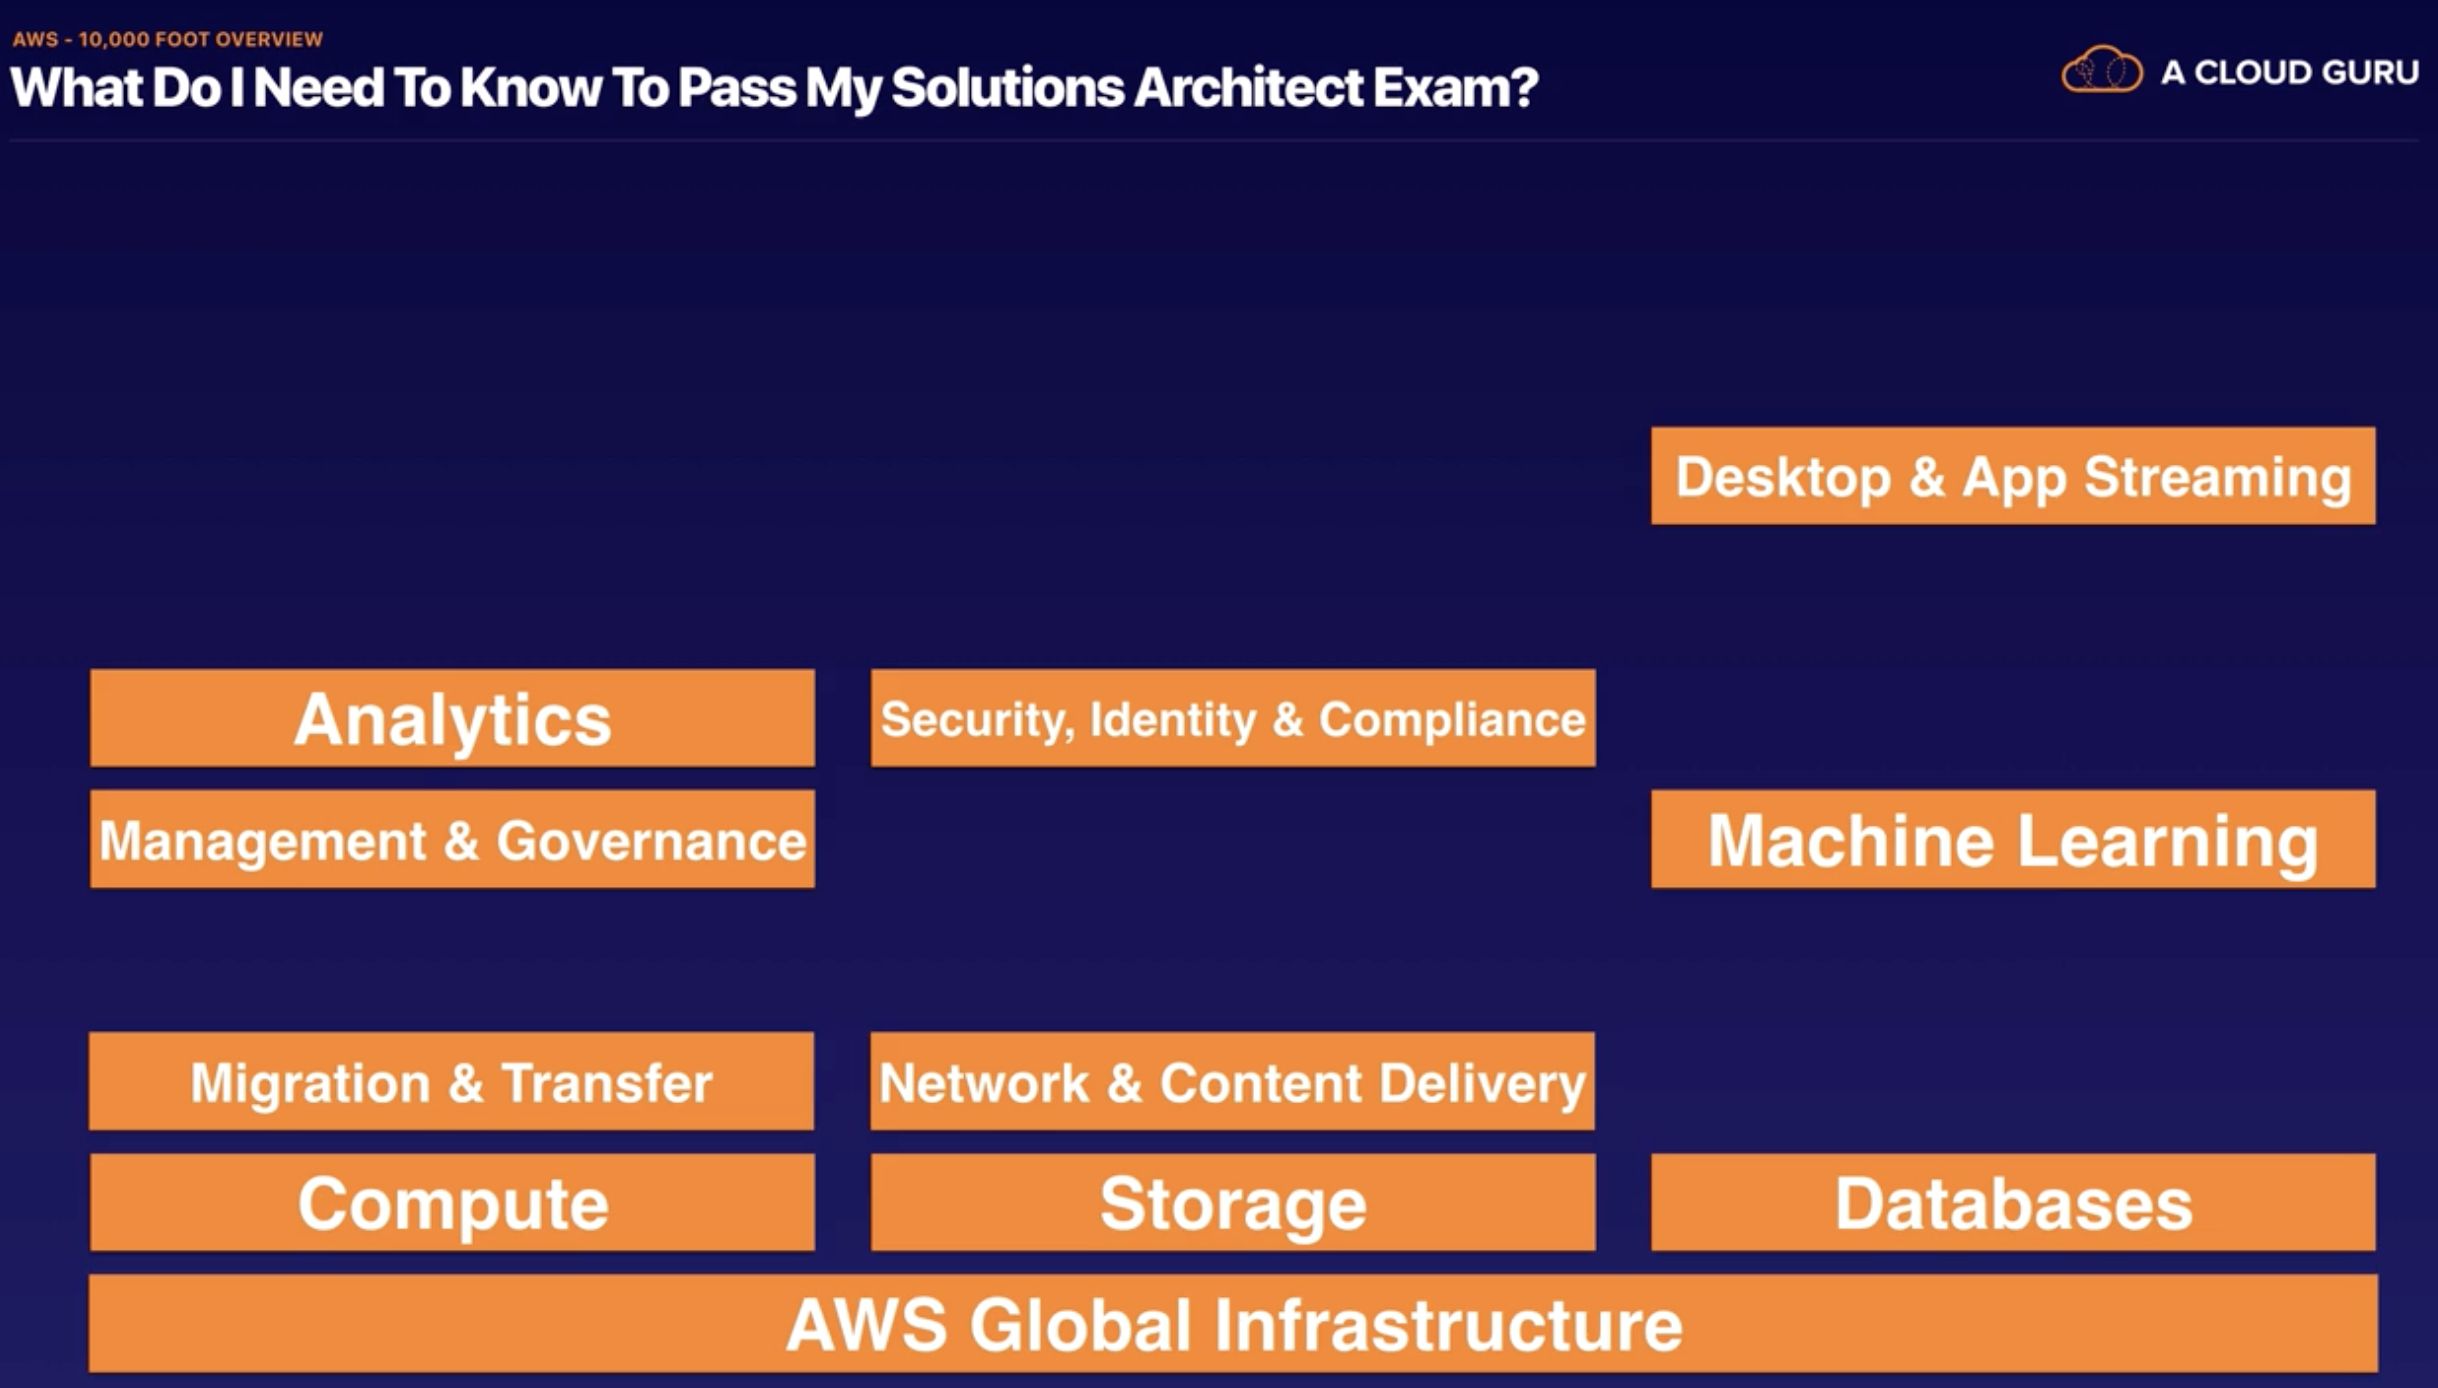 AWS - 10,000 FOOT OVERVIEW
What Do I Need To Know To Pass My Solutions Architect Exam?
A CLOUD GURU
Desktop & App Streaming
Analytics
Security, Identity & Compliance
Management & Governance
Machine Learning
Migration & Transfer
Network & Content Delivery
Compute
Storage
Databases
AWS Global Infrastructure